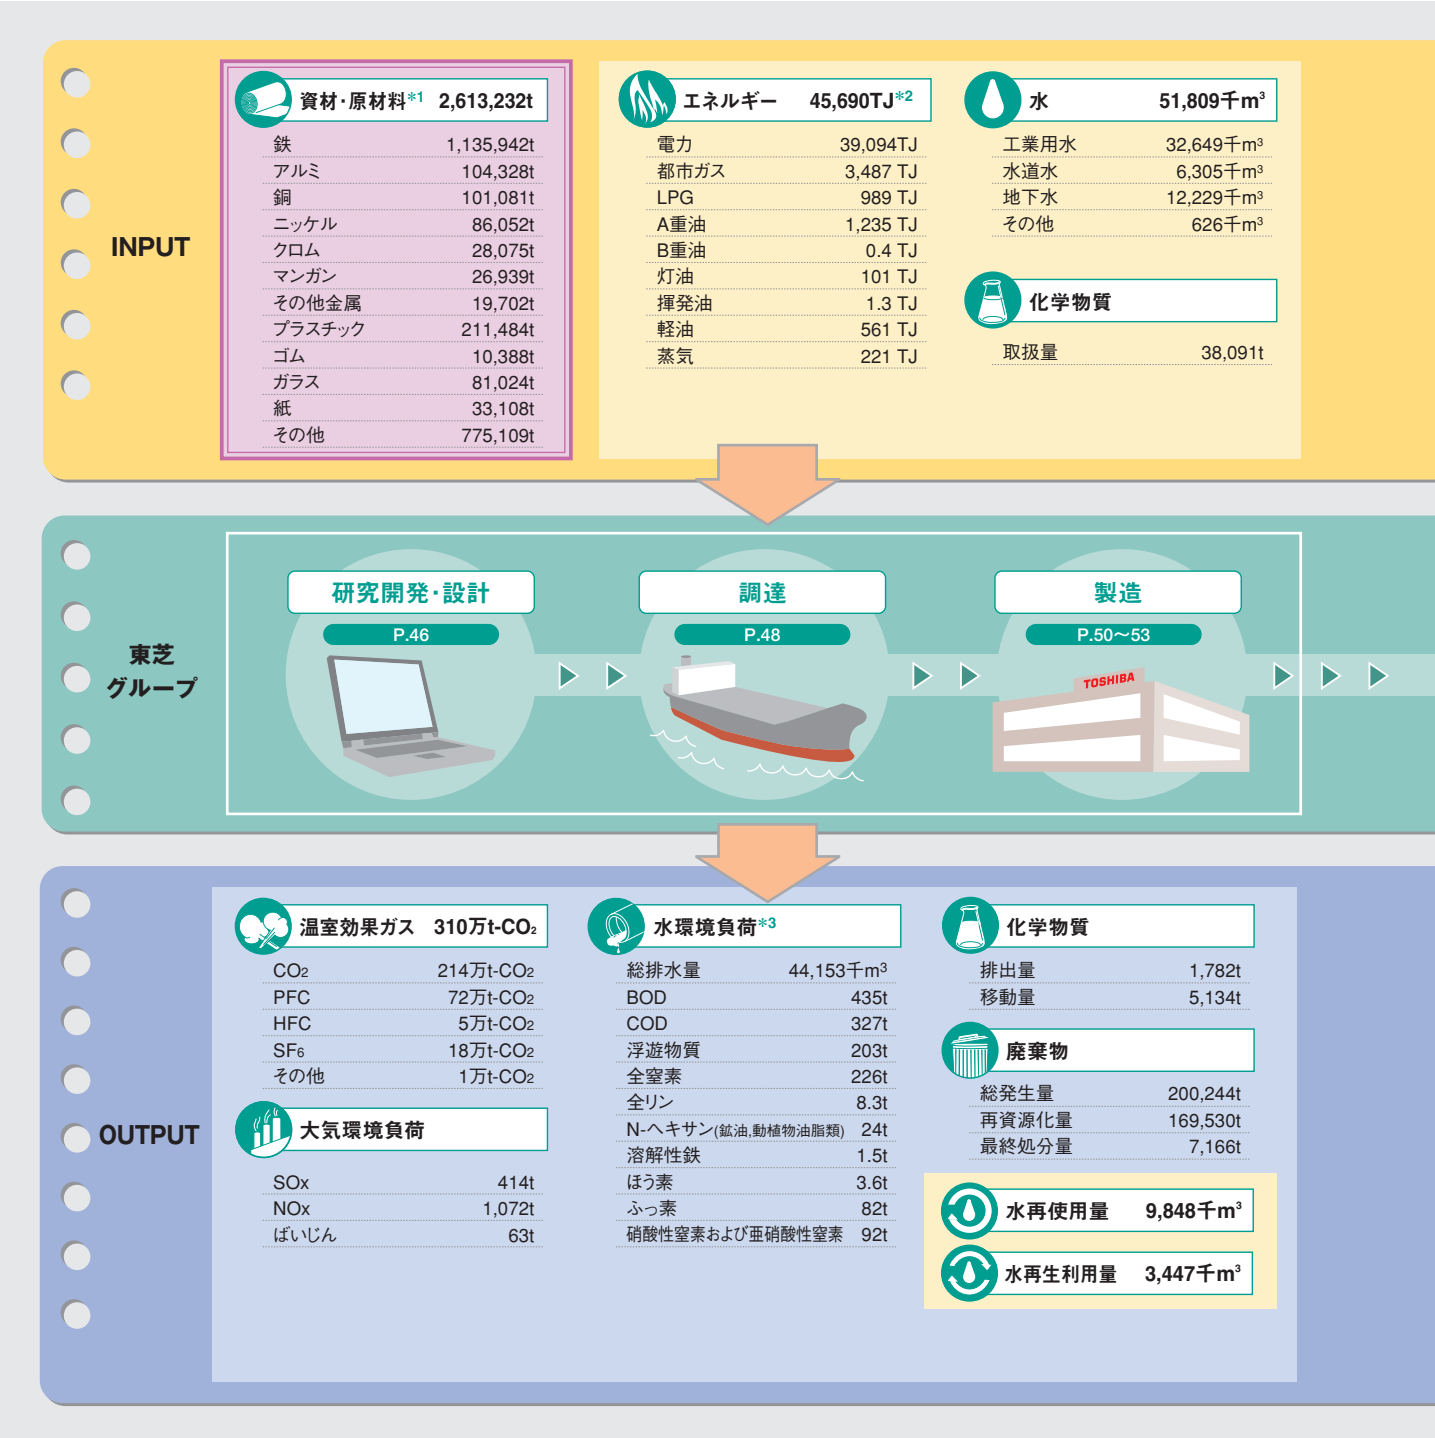 INPUT
資材・原材料*1 2,613,232t
鉄 1,135,942t
アルミ 104,328t
銅 101,081t
ニッケル 86,052t
クロム 28,075t
マンガン 26,939t
その他金属 19,702t
プラスチック 211,484t
ゴム 10,388t
ガラス 81,024t
紙 33,108t
その他 775,109t
エネルギー 45,690TJ*2
電力 39,094TJ
都市ガス 3,487 TJ
LPG 989 TJ
A重油 1,235 TJ
B重油 0.4 TJ
灯油 101 TJ
揮発油 1.3 TJ
軽油 561 TJ
蒸気 221 TJ
水 51,809千m³
工業用水 32,649千m³
水道水 6,305千m³
地下水 12,229千m³
その他 626千m³
化学物質
取扱量 38,091t
東芝
グループ
研究開発・設計
P.46
調達
P.48
製造
P.50〜53
TOSHIBA
OUTPUT
温室効果ガス 310万t-CO₂
CO₂ 214万t-CO₂
PFC 72万t-CO₂
HFC 5万t-CO₂
SF₆ 18万t-CO₂
その他 1万t-CO₂
大気環境負荷
SOx 414t
NOx 1,072t
ばいじん 63t
水環境負荷*3
総排水量 44,153千m³
BOD 435t
COD 327t
浮遊物質 203t
全窒素 226t
全リン 8.3t
N-ヘキサン(鉱油,動植物油脂類) 24t
溶解性鉄 1.5t
ほう素 3.6t
ふっ素 82t
硝酸性窒素および亜硝酸性窒素 92t
化学物質
排出量 1,782t
移動量 5,134t
廃棄物
総発生量 200,244t
再資源化量 169,530t
最終処分量 7,166t
水再使用量 9,848千m³
水再生利用量 3,447千m³